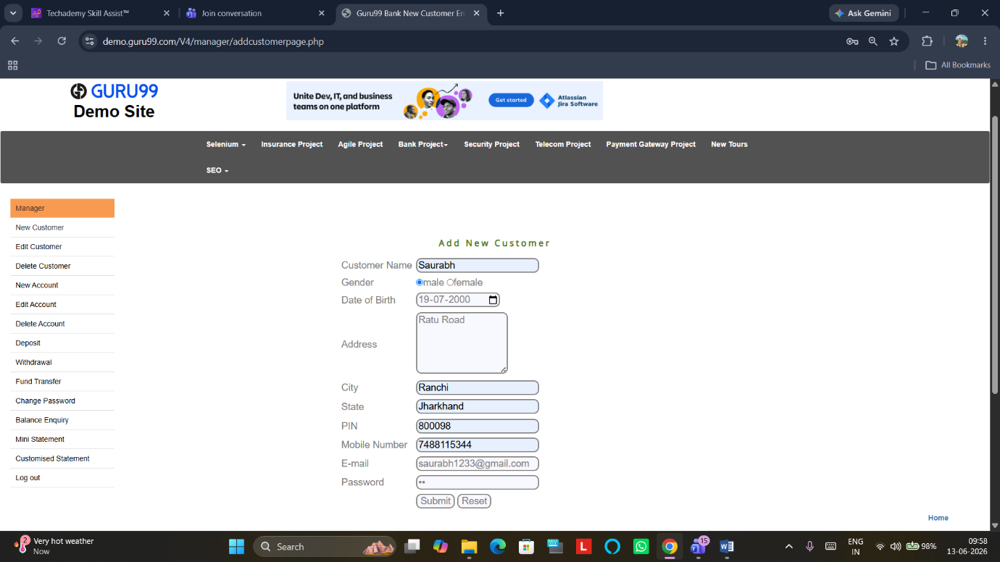 Techademy Skill Assist™
Join conversation
Guru99 Bank New Customer En
Ask Gemini
demo.guru99.com/V4/manager/addcustomerpage.php
All Bookmarks
GURU99
Demo Site
Unite Dev, IT, and business
teams on one platform
Get started
Atlassian
Jira Software
Selenium
Insurance Project
Agile Project
Bank Project
Security Project
Telecom Project
Payment Gateway Project
New Tours
SEO
Manager
New Customer
Edit Customer
Delete Customer
New Account
Edit Account
Delete Account
Deposit
Withdrawal
Fund Transfer
Change Password
Balance Enquiry
Mini Statement
Customised Statement
Log out
Add New Customer
Customer Name Saurabh
Gender male female
Date of Birth 19-07-2000
Address Ratu Road
City Ranchi
State Jharkhand
PIN 800098
Mobile Number 7488115344
E-mail saurabh1233@gmail.com
Password ••
Submit Reset
Home
2
Very hot weather
Now
Search
L
15
ENG
IN
98%
09:58
13-06-2026